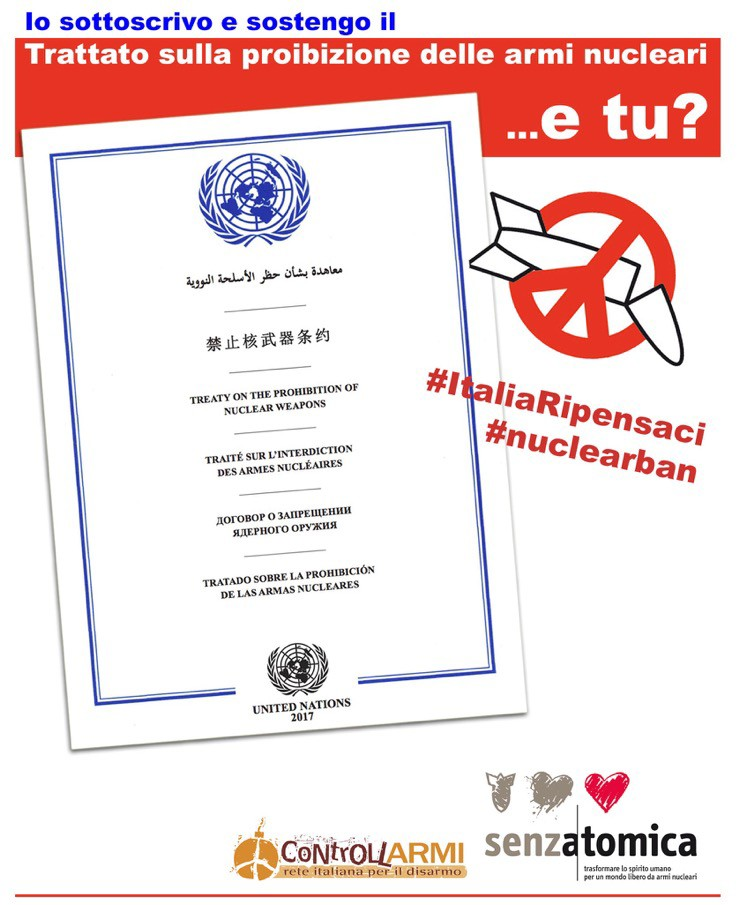 Io sottoscrivo e sostengo il
Trattato sulla proibizione delle armi nucleari
...e tu?
معاهدة بشأن حظر الأسلحة النووية
禁止核武器条约
TREATY ON THE PROHIBITION OF
NUCLEAR WEAPONS
TRAITÉ SUR L'INTERDICTION
DES ARMES NUCLÉAIRES
ДОГОВОР О ЗАПРЕЩЕНИИ
ЯДЕРНОГО ОРУЖИЯ
TRATADO SOBRE LA PROHIBICIÓN
DE LAS ARMAS NUCLEARES
UNITED NATIONS
2017
#ItaliaRipensaci
#nuclearban
CONTROLLARMI
rete italiana per il disarmo
senzatomica
trasformare lo spirito umano
per un mondo libero da armi nucleari